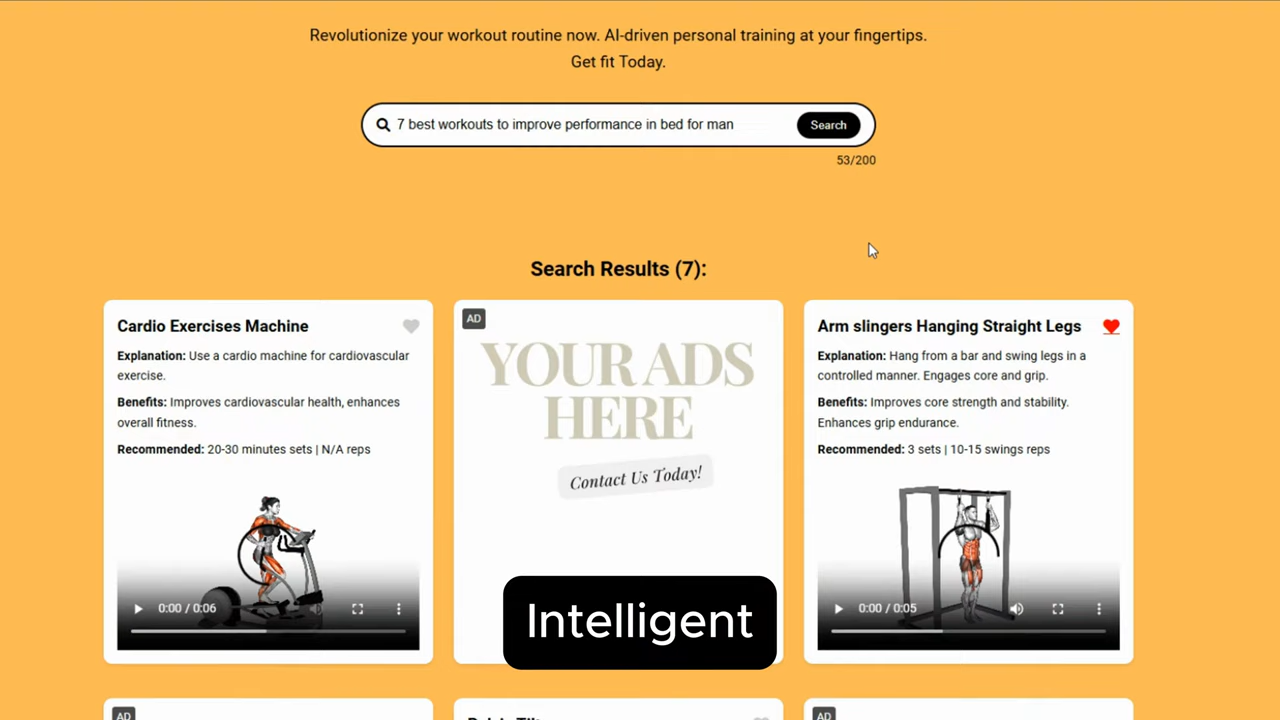 Revolutionize your workout routine now. AI-driven personal training at your fingertips.
Get fit Today.
7 best workouts to improve performance in bed for man
Search
53/200
Search Results (7):
Cardio Exercises Machine
Explanation: Use a cardio machine for cardiovascular
exercise.
Benefits: Improves cardiovascular health, enhances
overall fitness.
Recommended: 20-30 minutes sets | N/A reps
0:00 / 0:06
AD
YOUR ADS
HERE
Contact Us Today!
Arm slingers Hanging Straight Legs
Explanation: Hang from a bar and swing legs in a
controlled manner. Engages core and grip.
Benefits: Improves core strength and stability.
Enhances grip endurance.
Recommended: 3 sets | 10-15 swings reps
0:00 / 0:05
Intelligent
AD
AD